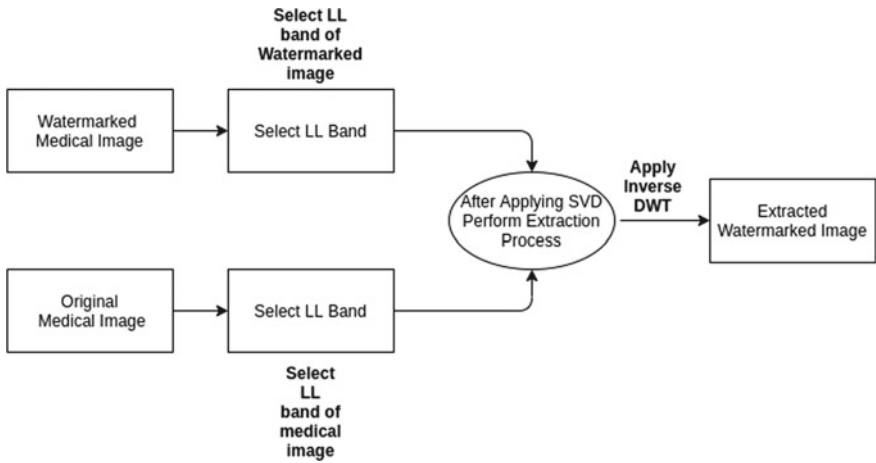 Select LL
band of
Watermarked
image
Watermarked
Medical Image
Select LL Band
After Applying SVD
Perform Extraction
Process
Apply
Inverse
DWT
Extracted
Watermarked Image
Original
Medical Image
Select LL Band
Select
LL
band of
medical
image